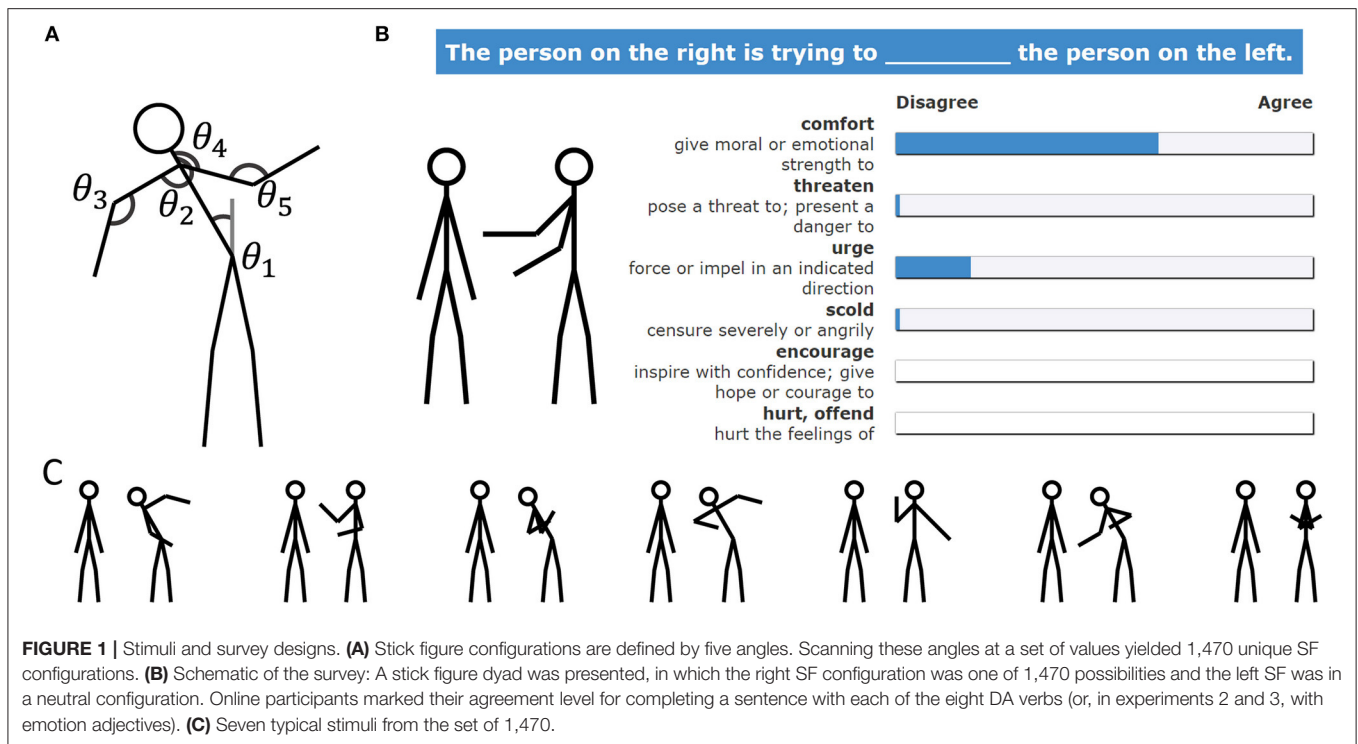 A
B
The person on the right is trying to __________ the person on the left.
θ4
θ3
θ2
θ5
θ1
Disagree Agree
comfort
give moral or emotional
strength to
threaten
pose a threat to; present a
danger to
urge
force or impel in an indicated
direction
scold
censure severely or angrily
encourage
inspire with confidence; give
hope or courage to
hurt, offend
hurt the feelings of
C
FIGURE 1 | Stimuli and survey designs. (A) Stick figure configurations are defined by five angles. Scanning these angles at a set of values yielded 1,470 unique SF
configurations. (B) Schematic of the survey: A stick figure dyad was presented, in which the right SF configuration was one of 1,470 possibilities and the left SF was in
a neutral configuration. Online participants marked their agreement level for completing a sentence with each of the eight DA verbs (or, in experiments 2 and 3, with
emotion adjectives). (C) Seven typical stimuli from the set of 1,470.